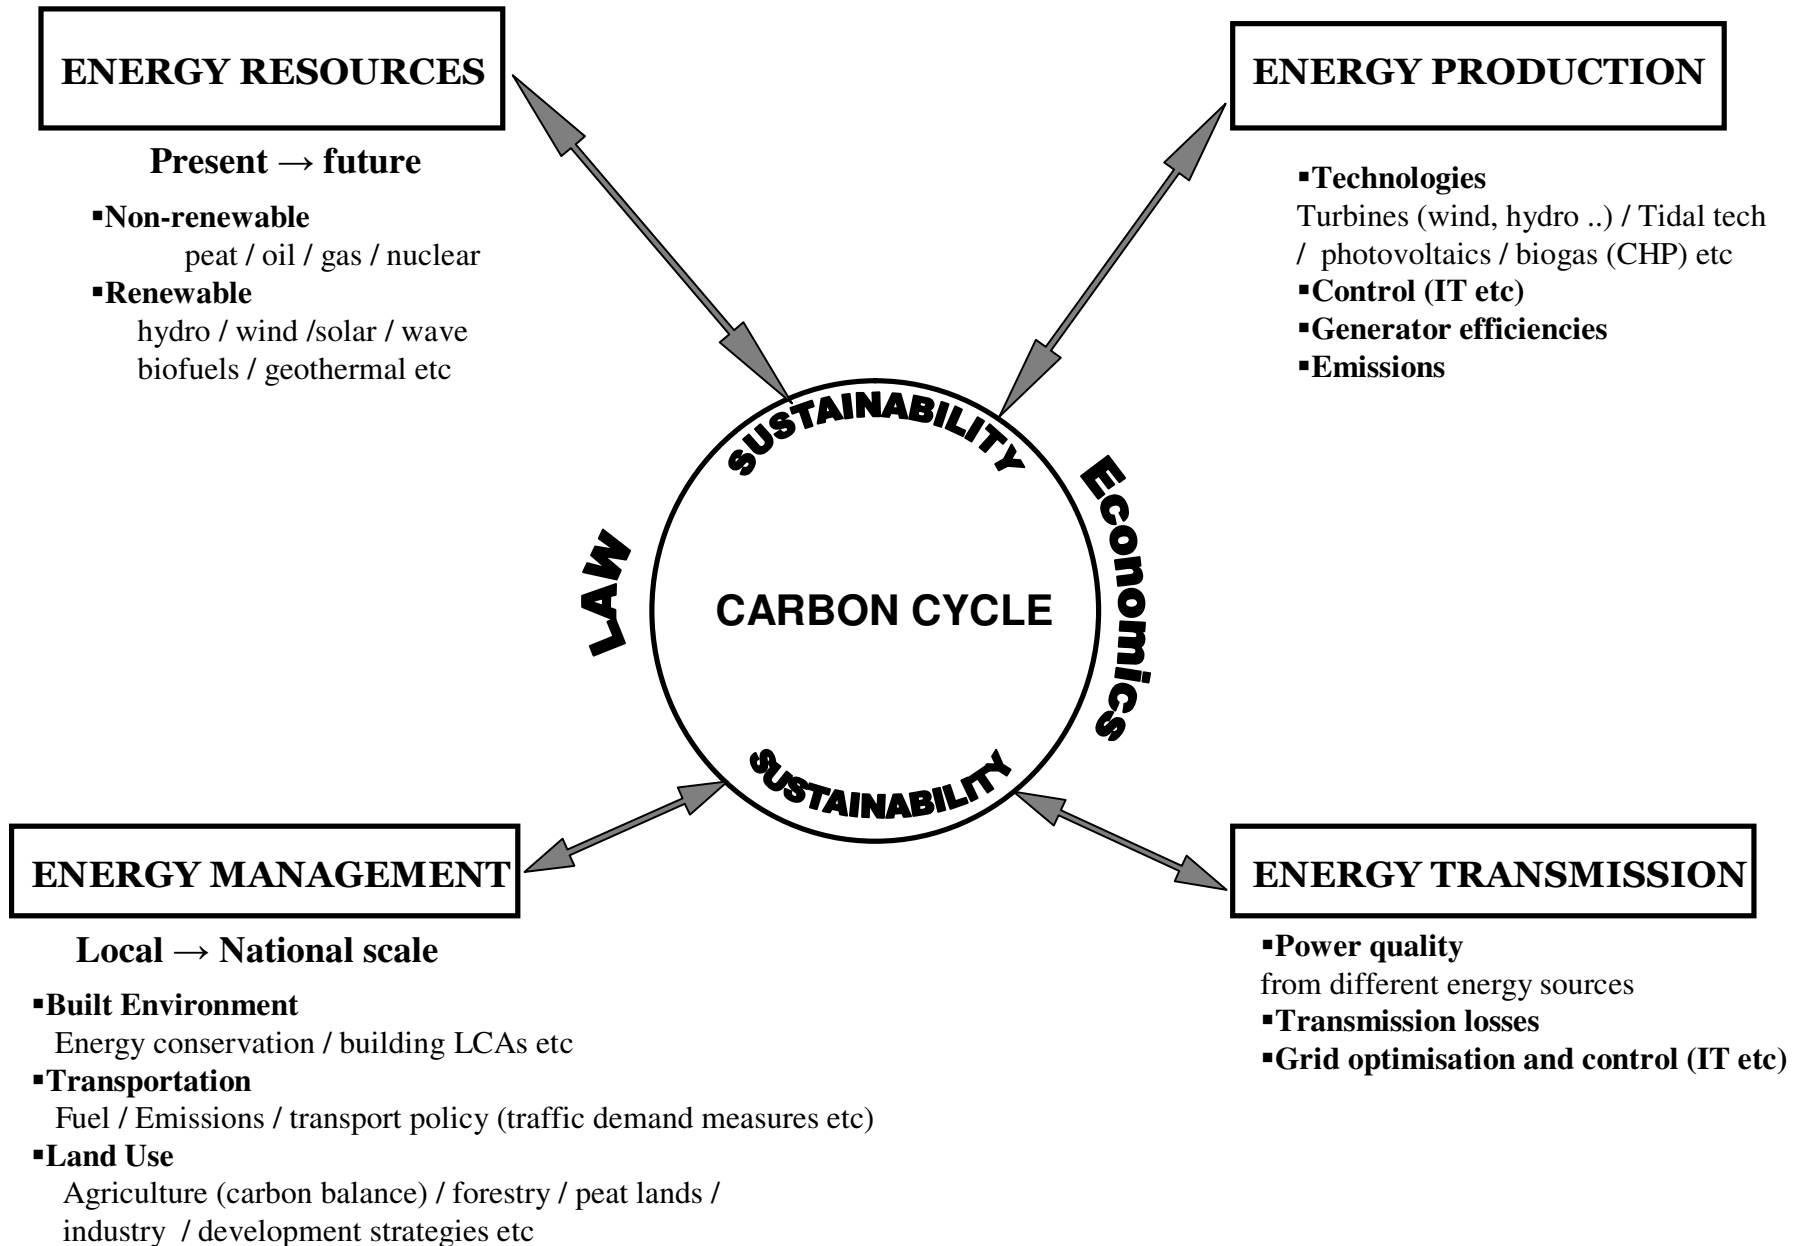 ENERGY RESOURCES
Present → future
▪Non-renewable
peat / oil / gas / nuclear
▪Renewable
hydro / wind /solar / wave
biofuels / geothermal etc
ENERGY PRODUCTION
▪Technologies
Turbines (wind, hydro ..) / Tidal tech
/ photovoltaics / biogas (CHP) etc
▪Control (IT etc)
▪Generator efficiencies
▪Emissions
SUSTAINABILITY
LAW
CARBON CYCLE
Economics
SUSTAINABILITY
ENERGY MANAGEMENT
Local → National scale
▪Built Environment
Energy conservation / building LCAs etc
▪Transportation
Fuel / Emissions / transport policy (traffic demand measures etc)
▪Land Use
Agriculture (carbon balance) / forestry / peat lands /
industry / development strategies etc
ENERGY TRANSMISSION
▪Power quality
from different energy sources
▪Transmission losses
▪Grid optimisation and control (IT etc)